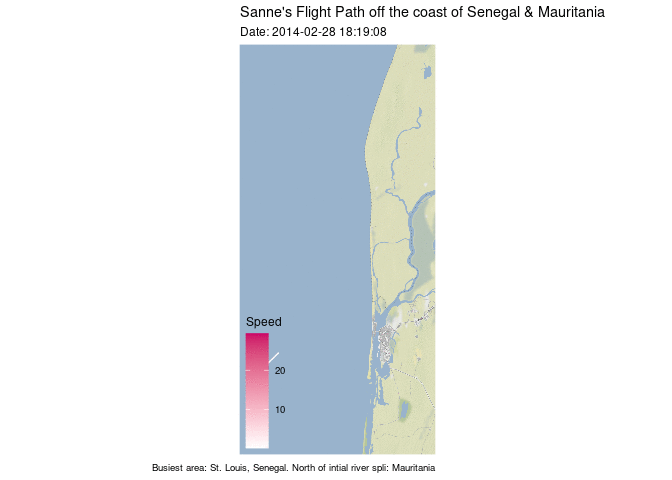 Sanne's Flight Path off the coast of Senegal & Mauritania
Date: 2014-02-28 18:19:08
Speed
20
10
Busiest area: St. Louis, Senegal. North of intial river spli: Mauritania